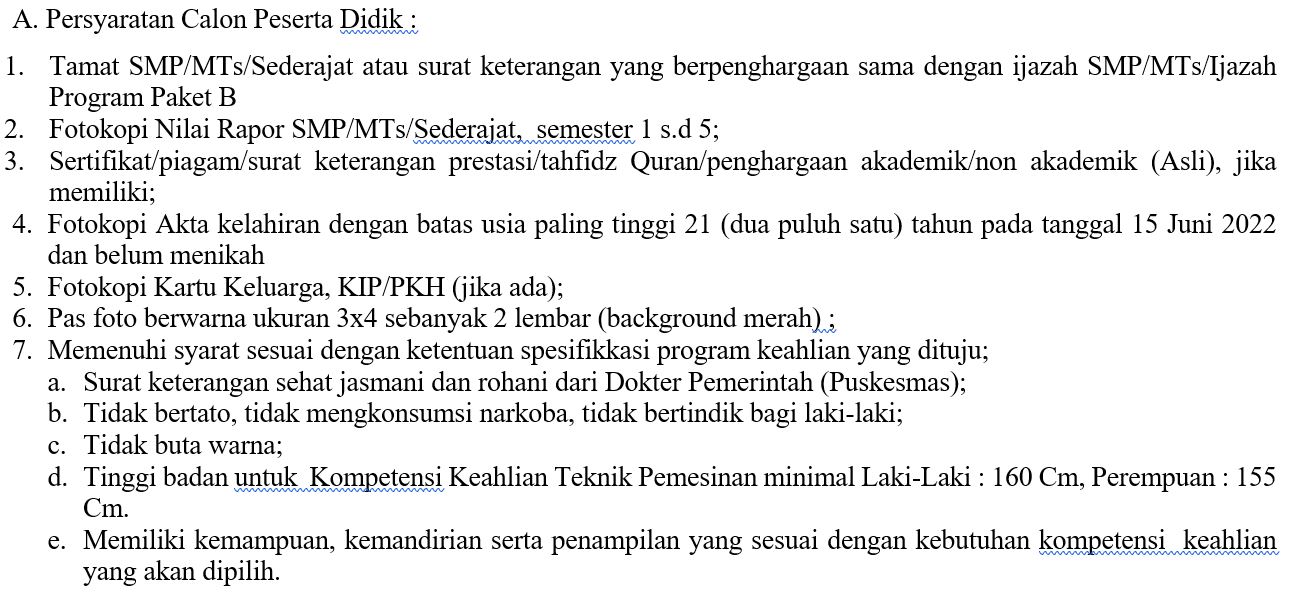 A. Persyaratan Calon Peserta Didik :
1. Tamat SMP/MTs/Sederajat atau surat keterangan yang berpenghargaan sama dengan ijazah SMP/MTs/Ijazah
Program Paket B
2. Fotokopi Nilai Rapor SMP/MTs/Sederajat, semester 1 s.d 5;
3. Sertifikat/piagam/surat keterangan prestasi/tahfidz Quran/penghargaan akademik/non akademik (Asli), jika
memiliki;
4. Fotokopi Akta kelahiran dengan batas usia paling tinggi 21 (dua puluh satu) tahun pada tanggal 15 Juni 2022
dan belum menikah
5. Fotokopi Kartu Keluarga, KIP/PKH (jika ada);
6. Pas foto berwarna ukuran 3x4 sebanyak 2 lembar (background merah) ;
7. Memenuhi syarat sesuai dengan ketentuan spesifikkasi program keahlian yang dituju;
a. Surat keterangan sehat jasmani dan rohani dari Dokter Pemerintah (Puskesmas);
b. Tidak bertato, tidak mengkonsumsi narkoba, tidak bertindik bagi laki-laki;
c. Tidak buta warna;
d. Tinggi badan untuk Kompetensi Keahlian Teknik Pemesinan minimal Laki-Laki : 160 Cm, Perempuan : 155
Cm.
e. Memiliki kemampuan, kemandirian serta penampilan yang sesuai dengan kebutuhan kompetensi keahlian
yang akan dipilih.